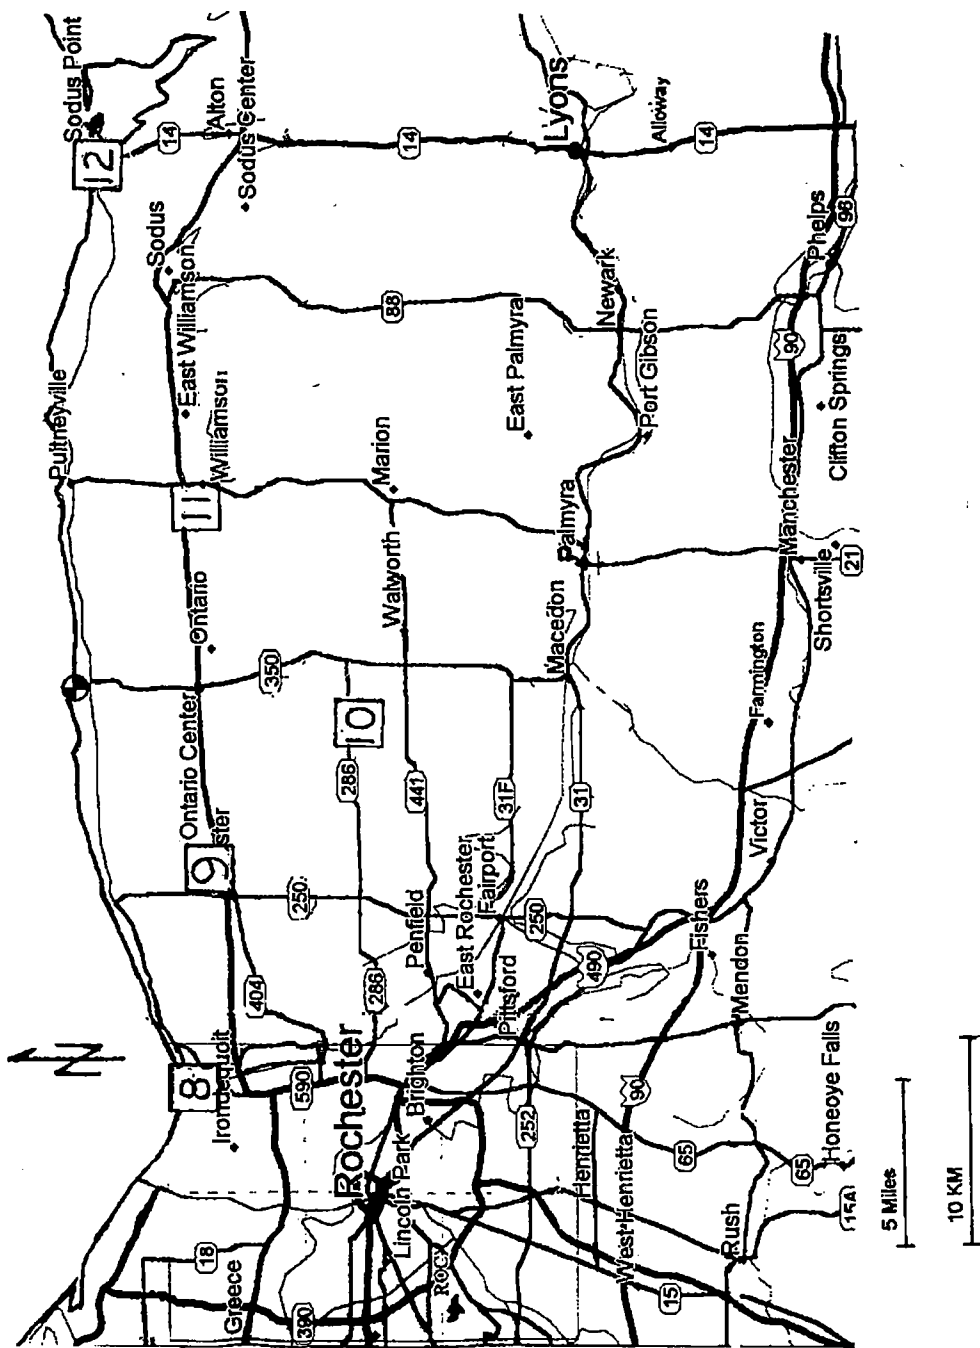 Sodus Point
12
14
Alton
Sodus Center
14
Lyons
Alloway
14
Sodus
Phelps
96
East Williamson
88
Newark
Pultneyville
Williamson
East Palmyra
Port Gibson
90
Clifton Springs
11
Marion
Palmyra
Manchester
Ontario
Walworth
Macedon
Shortsville
21
350
Farmington
Ontario Center
10
286
441
31F
31
Victor
9
ster
250
Penfield
East Rochester
Fairport
250
Fishers
404
286
Pittsford
490
Mendon
N
8
Irondequoit
590
Rochester
Brighton
252
90
Honeoye Falls
Lincoln Park
Henrietta
65
65
18
West Henrietta
Rush
15A
Greece
390
ROC
15
5 Miles
10 KM